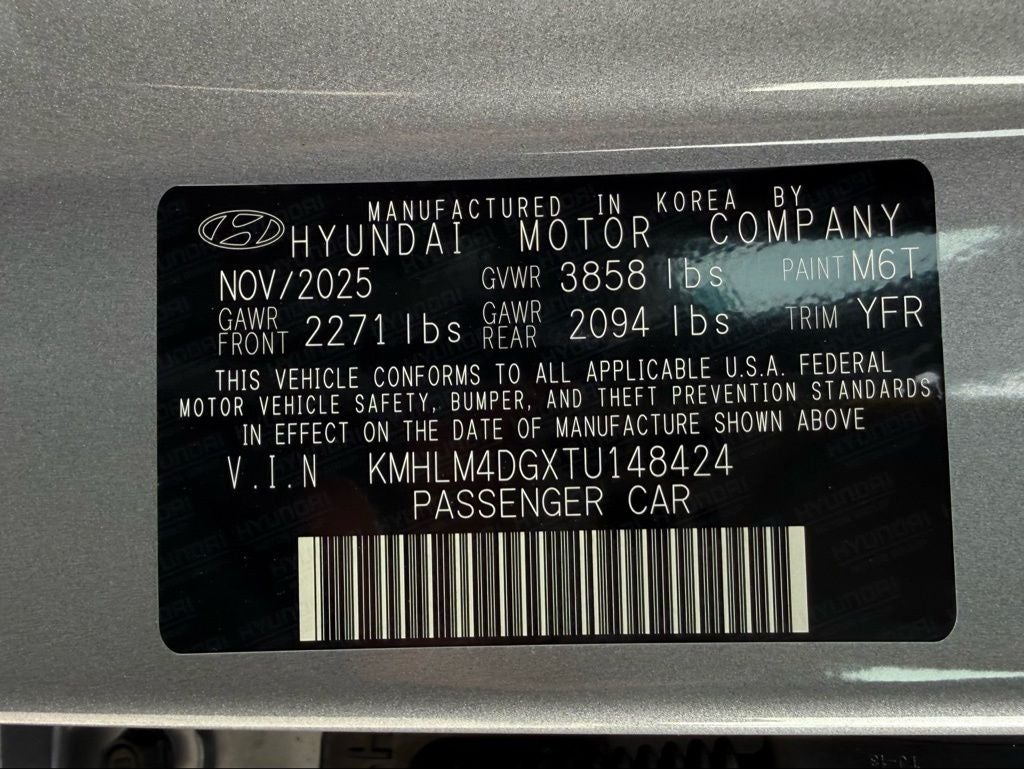 MANUFACTURED IN KOREA BY
HYUNDAI MOTOR COMPANY
NOV/2025 GVWR 3858 lbs PAINT M6T
GAWR FRONT 2271 lbs GAWR REAR 2094 lbs TRIM YFR
THIS VEHICLE CONFORMS TO ALL APPLICABLE U.S.A. FEDERAL
MOTOR VEHICLE SAFETY, BUMPER, AND THEFT PREVENTION STANDARDS
IN EFFECT ON THE DATE OF MANUFACTURE SHOWN ABOVE
V.I.N KMHLM4DGXTU148424
PASSENGER CAR